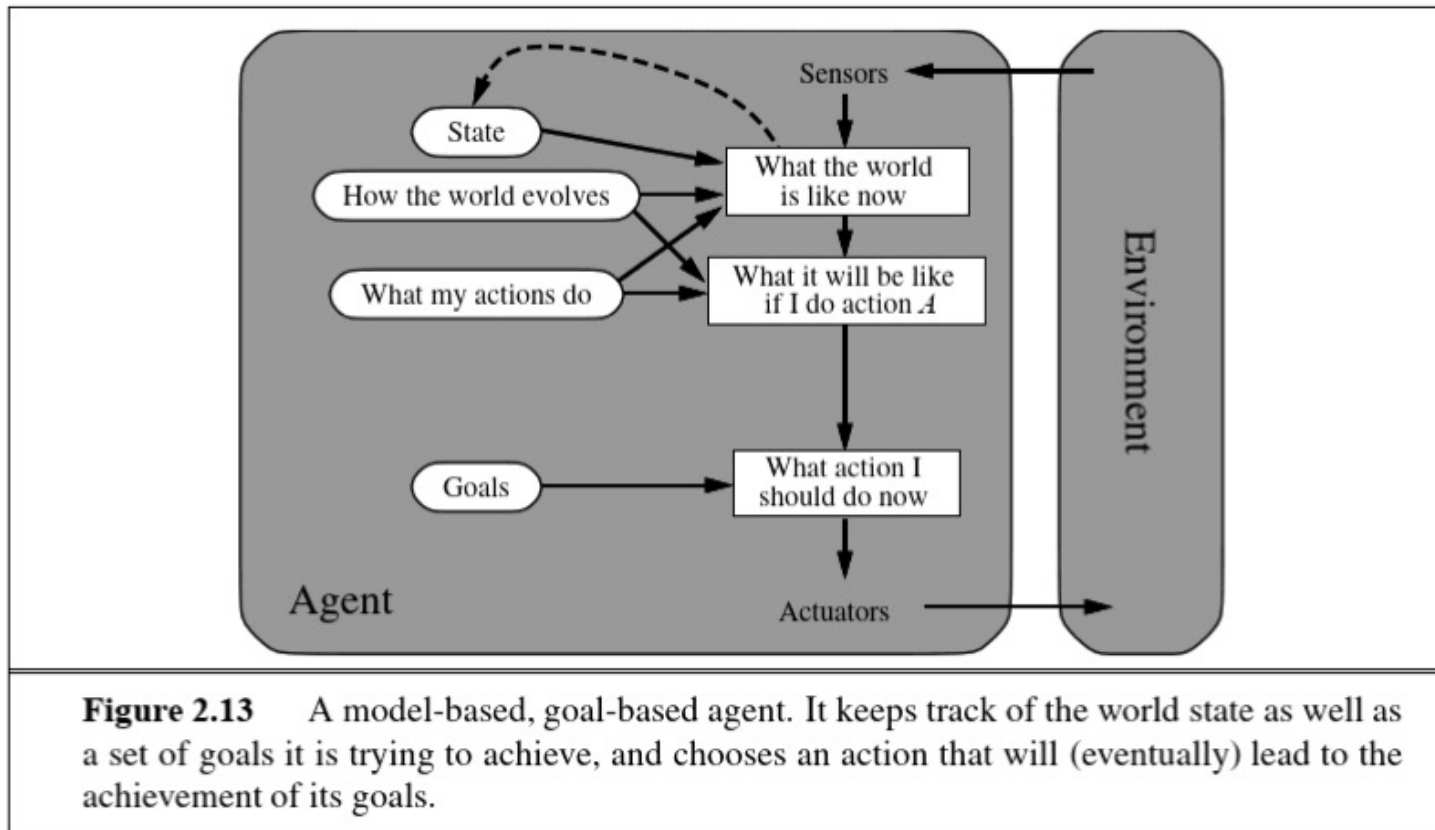 Sensors
State
What the world
is like now
How the world evolves
What it will be like
if I do action A
What my actions do
What action I
should do now
Goals
Agent
Actuators
Environment
Figure 2.13 A model-based, goal-based agent. It keeps track of the world state as well as
a set of goals it is trying to achieve, and chooses an action that will (eventually) lead to the
achievement of its goals.